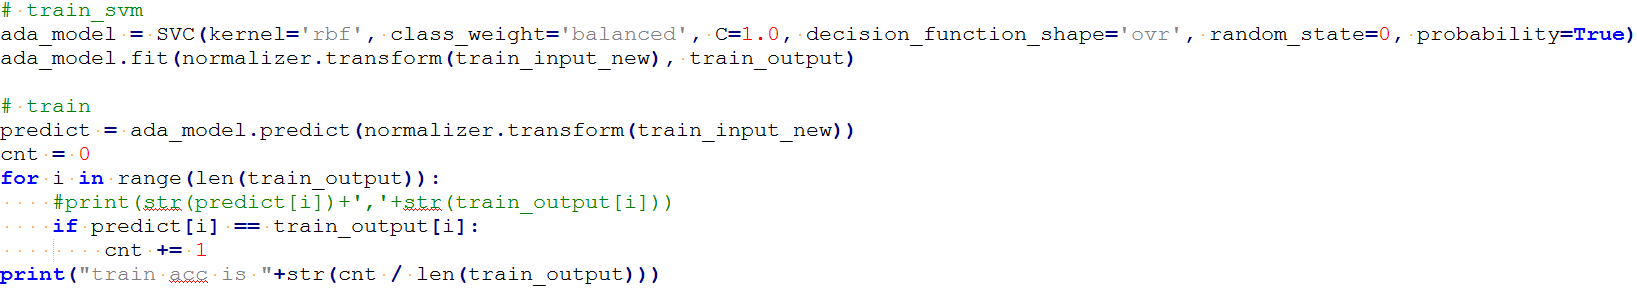 # train_svm
ada_model = SVC(kernel='rbf', class_weight='balanced', C=1.0, decision_function_shape='ovr', random_state=0, probability=True)
ada_model.fit(normalizer.transform(train_input_new), train_output)

# train
predict = ada_model.predict(normalizer.transform(train_input_new))
cnt = 0
for i in range(len(train_output)):
    #print(str(predict[i])+','+str(train_output[i]))
    if predict[i] == train_output[i]:
        cnt += 1
print("train acc is "+str(cnt / len(train_output)))